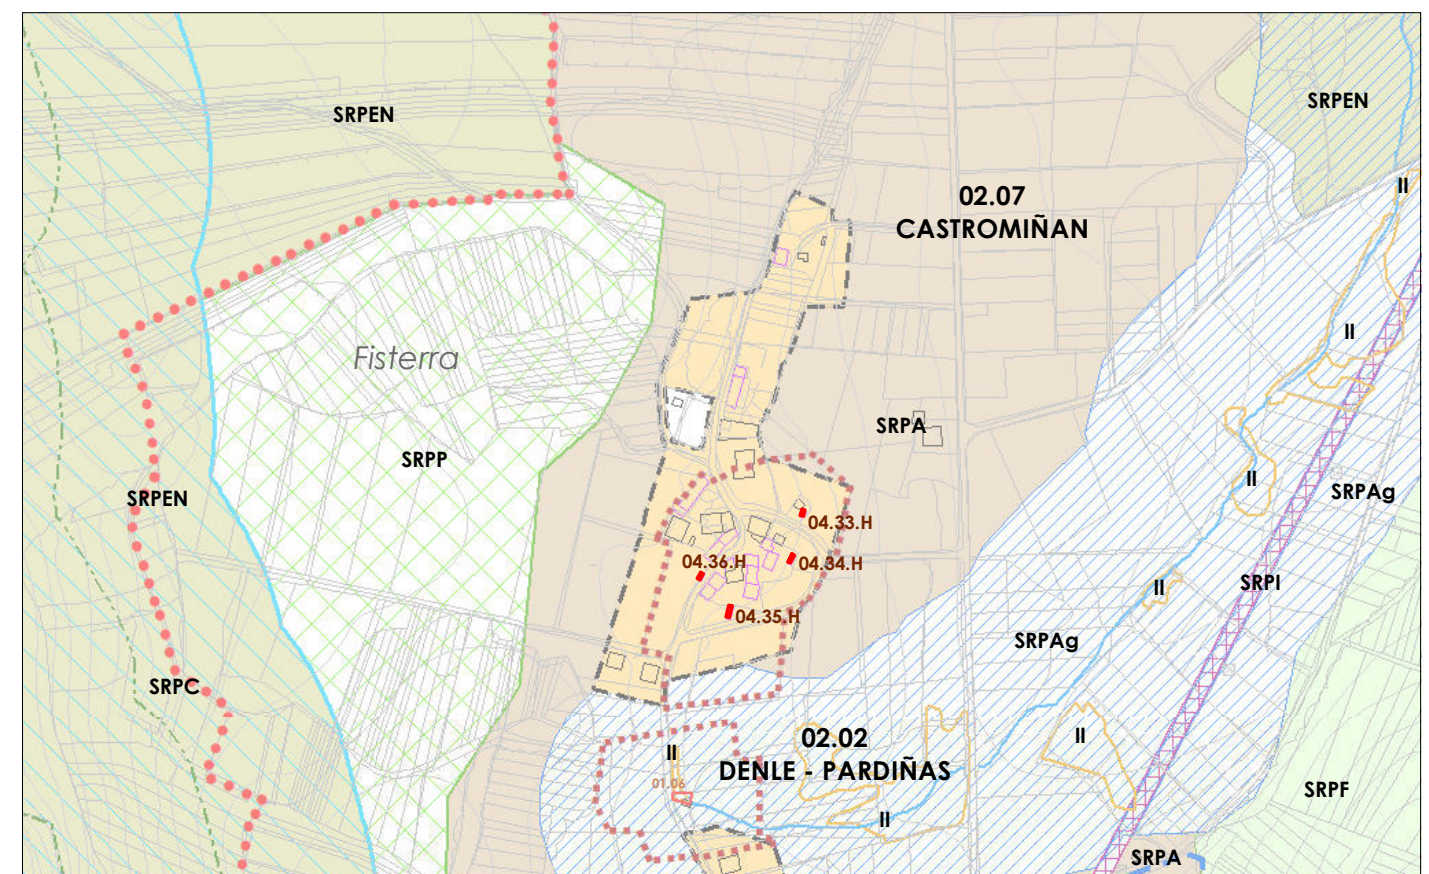 SRPEN
SRPEN
II
02.07
CASTROMIÑAN
II
Fisterra
SRPA
SRPP
II
SRPAg
SRPEN
04.33.H
04.36.H
04.34.H
II
SRPI
04.35.H
SRPAg
SRPC
02.02
DENLE - PARDIÑAS
II
II
01.06
SRPF
II
SRPA